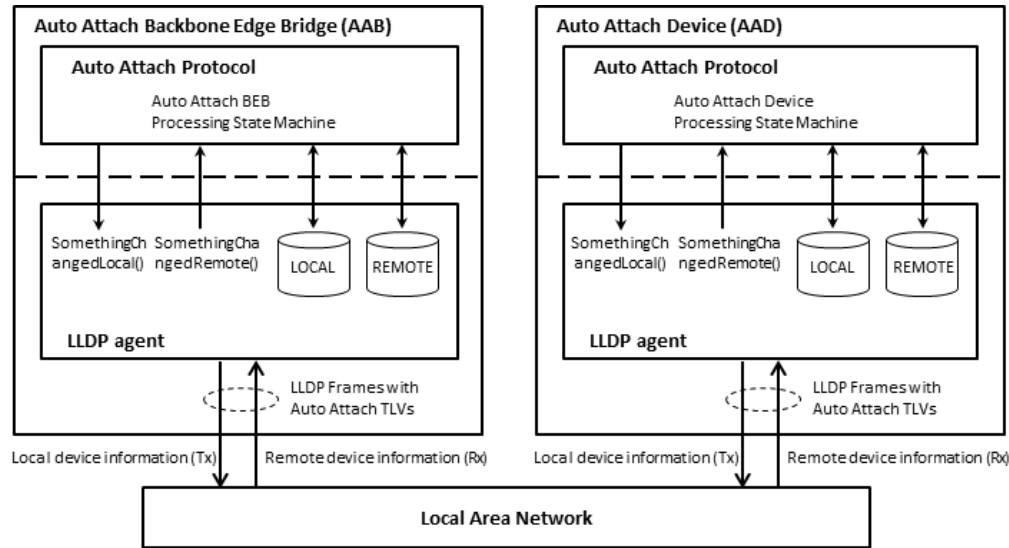 Auto Attach Backbone Edge Bridge (AAB)
Auto Attach Protocol
Auto Attach BEB
Processing State Machine
SomethingCh
angedLocal()
SomethingCha
ngedRemote()
LOCAL
REMOTE
LLDP agent
LLDP Frames with
Auto Attach TLVs
Local device information (Tx)
Remote device information (Rx)
Auto Attach Device (AAD)
Auto Attach Protocol
Auto Attach Device
Processing State Machine
SomethingCh
angedLocal()
SomethingCha
ngedRemote()
LOCAL
REMOTE
LLDP agent
LLDP Frames with
Auto Attach TLVs
Local device information (Tx)
Remote device information (Rx)
Local Area Network